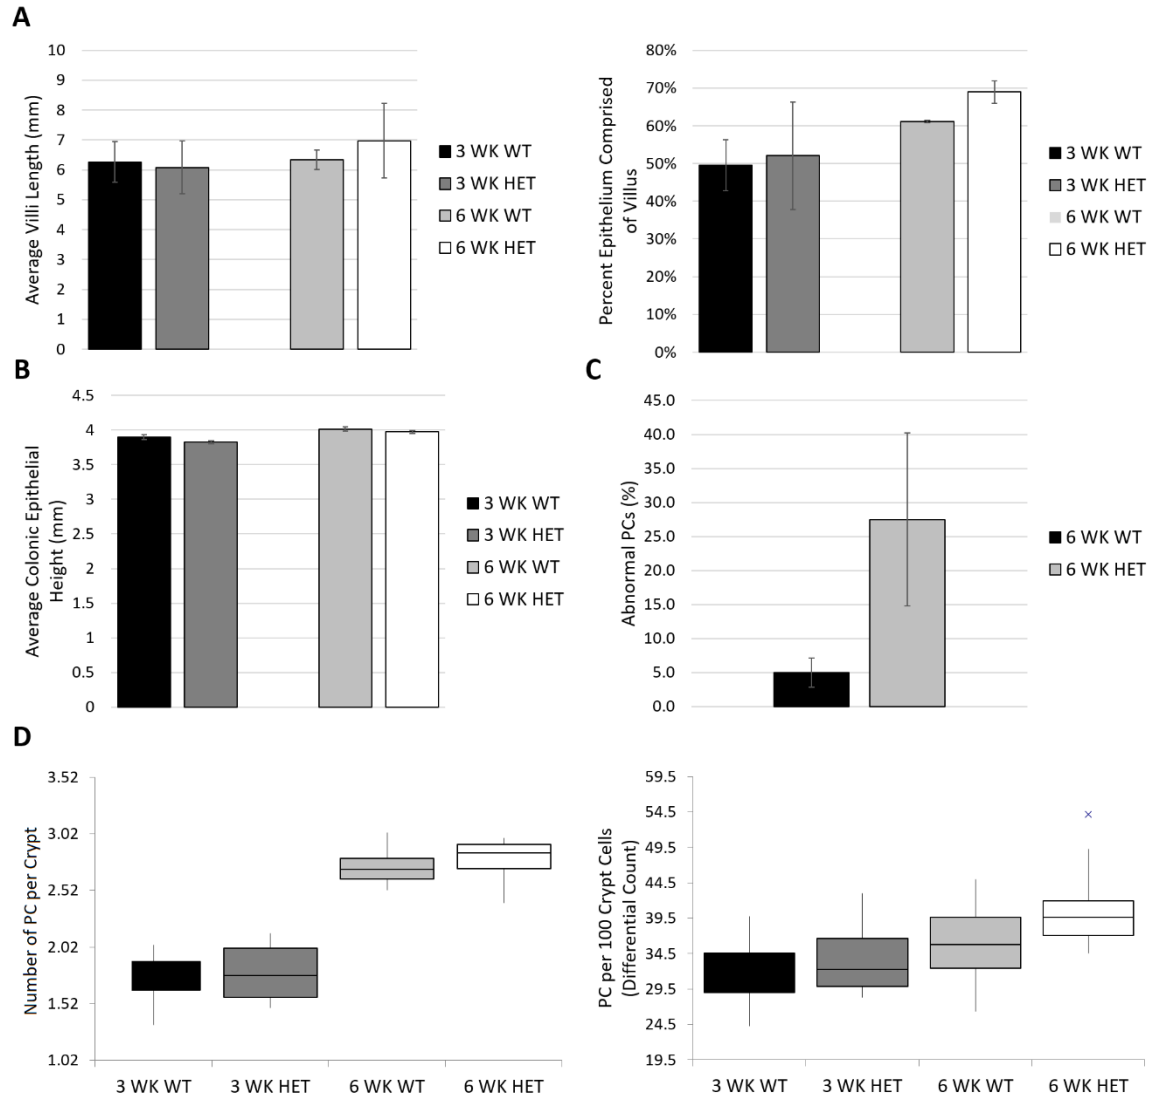 A
10
9
8
7
6
5
4
3
2
1
0
Average Villi Length (mm)
3 WK WT
3 WK HET
6 WK WT
6 WK HET
80%
70%
60%
50%
40%
30%
20%
10%
0%
Percent Epithelium Comprised
of Villus
3 WK WT
3 WK HET
6 WK WT
6 WK HET
B
4.5
4
3.5
3
2.5
2
1.5
1
0.5
0
Average Colonic Epithelial
Height (mm)
3 WK WT
3 WK HET
6 WK WT
6 WK HET
C
45.0
40.0
35.0
30.0
25.0
20.0
15.0
10.0
5.0
0.0
Abnormal PCs (%)
6 WK WT
6 WK HET
D
3.52
3.02
2.52
2.02
1.52
1.02
Number of PC per Crypt
3 WK WT
3 WK HET
6 WK WT
6 WK HET
59.5
54.5
49.5
44.5
39.5
34.5
29.5
24.5
19.5
PC per 100 Crypt Cells
(Differential Count)
3 WK WT
3 WK HET
6 WK WT
6 WK HET